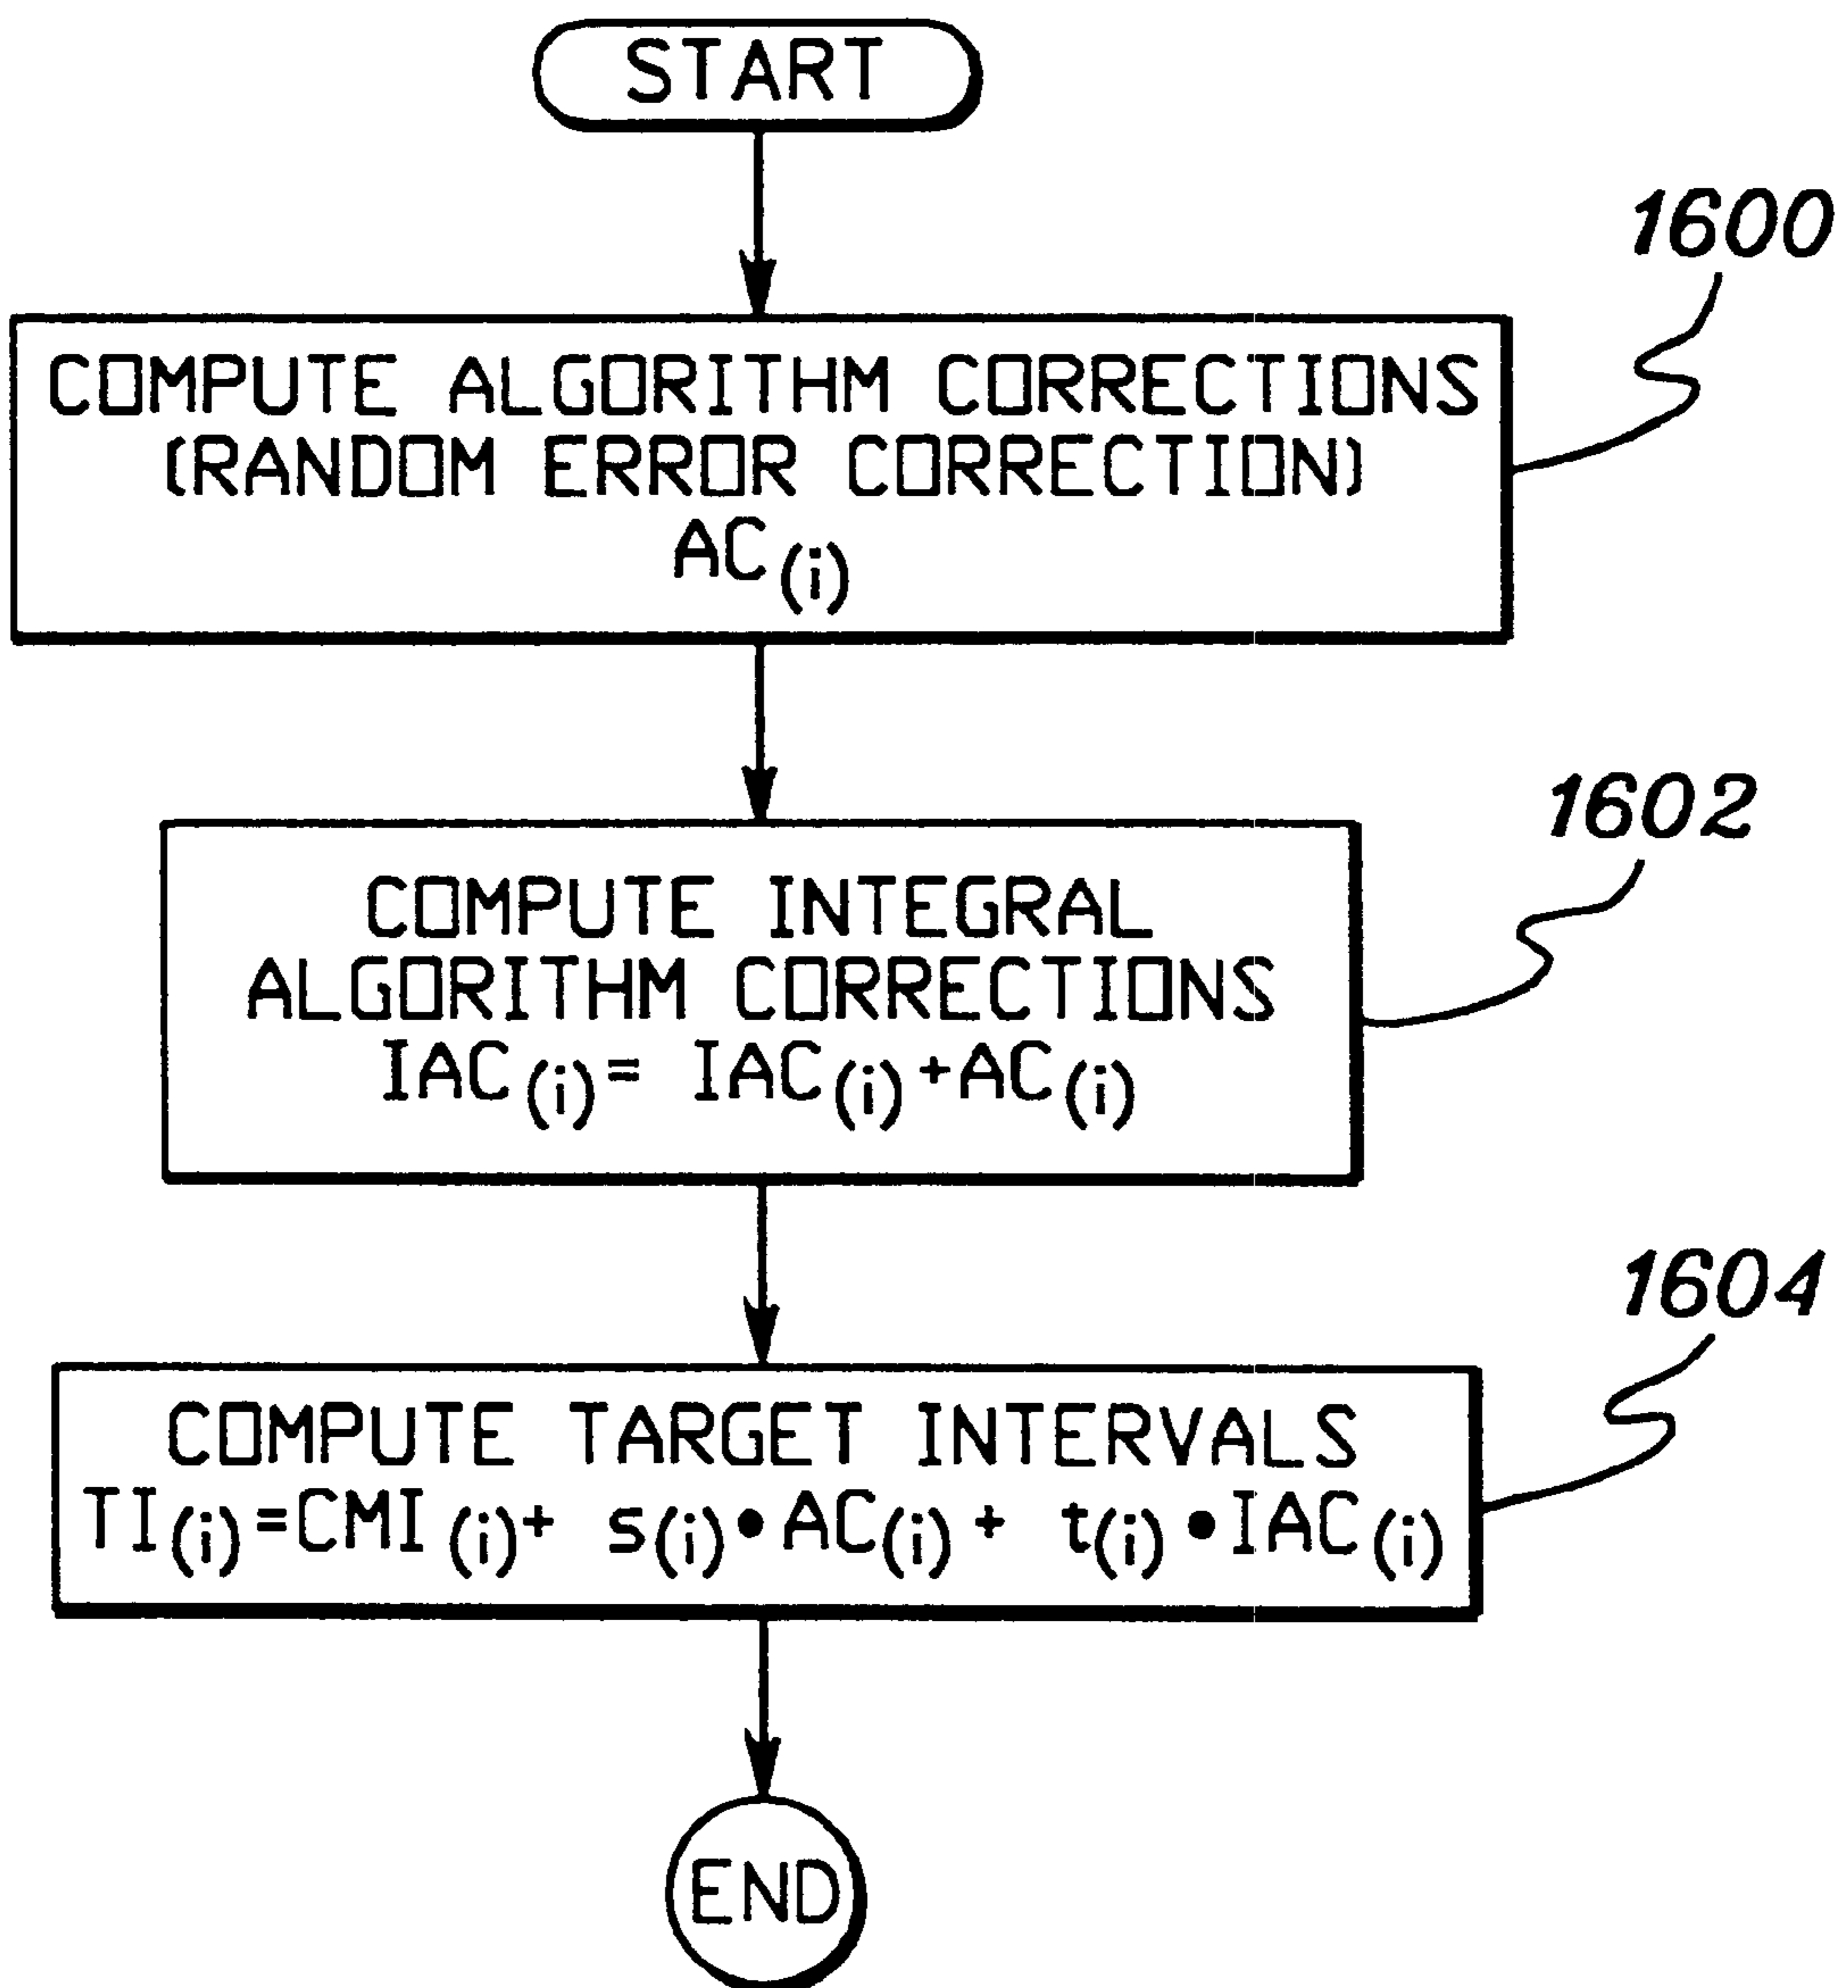 START
1600
COMPUTE ALGORITHM CORRECTIONS
(RANDOM ERROR CORRECTION)
AC(i)
1602
COMPUTE INTEGRAL
ALGORITHM CORRECTIONS
IAC(i)= IAC(i)+AC(i)
1604
COMPUTE TARGET INTERVALS
TI(i)=CMI(i)+ s(i)•AC(i)+ t(i)•IAC(i)
END